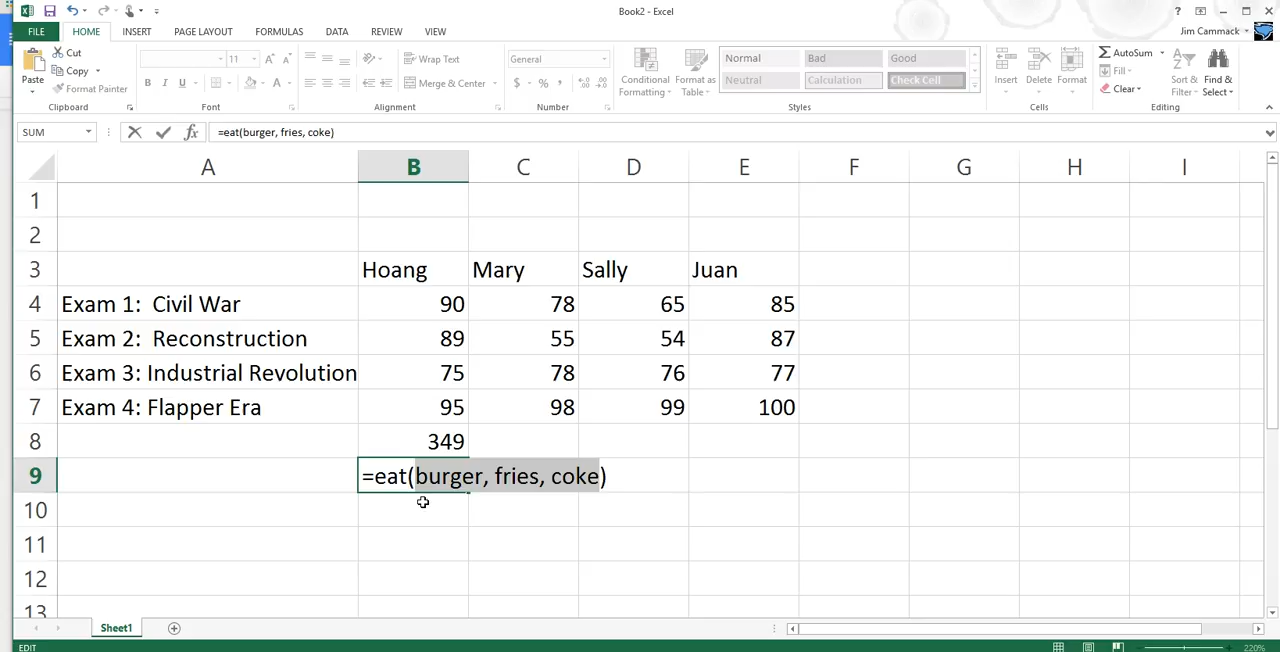 Book2 - Excel
?
FILE HOME INSERT PAGE LAYOUT FORMULAS DATA REVIEW VIEW Jim Cammack
Paste Cut Copy Format Painter Clipboard
11 A A B I U A Font
Wrap Text Merge & Center Alignment
General $ % , Number
Conditional Formatting Format as Table Normal Bad Good Neutral Calculation Check Cell Styles
Insert Delete Format Cells
AutoSum Fill Clear Sort & Filter Find & Select Editing
SUM fx =eat(burger, fries, coke)
A B C D E F G H I
1
2
3 Hoang Mary Sally Juan
4 Exam 1: Civil War 90 78 65 85
5 Exam 2: Reconstruction 89 55 54 87
6 Exam 3: Industrial Revolution 75 78 76 77
7 Exam 4: Flapper Era 95 98 99 100
8 349
9 =eat(burger, fries, coke)
10
11
12
13
Sheet1
EDIT 220%